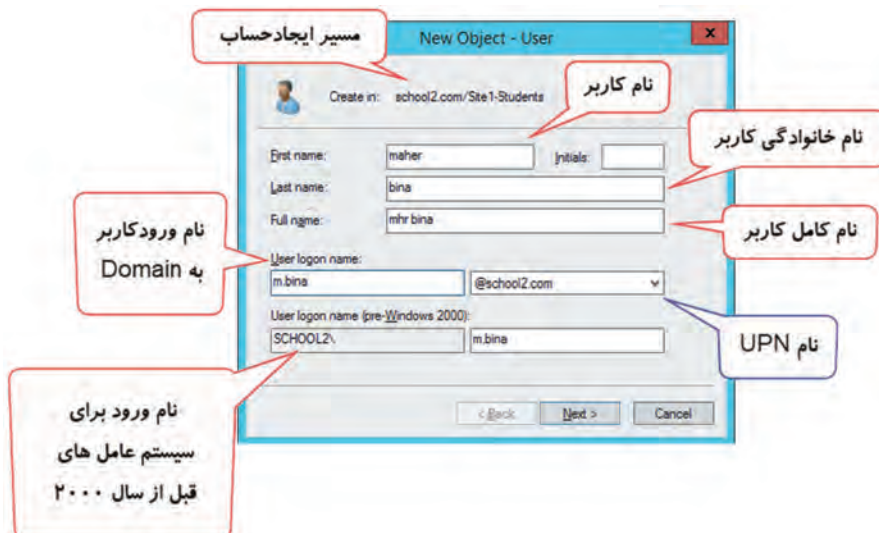 مسیر ایجادحساب
New Object - User
x
Create in: school2.com/Site1-Students
نام کاربر
First name: maher Initials:
نام خانوادگی کاربر
Last name: bina
Full name: mhr bina
نام کامل کاربر
نام ورودکاربر
به Domain
User logon name:
m.bina @school2.com
نام UPN
User logon name (pre-Windows 2000):
SCHOOL2\ m.bina
نام ورود برای
سیستم عامل های
قبل از سال ۲۰۰۰
< Back Next > Cancel